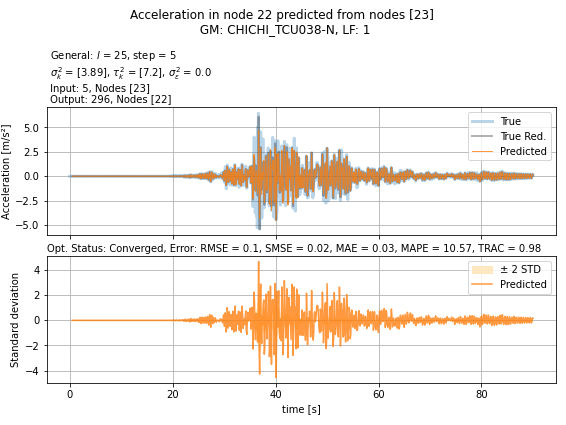 Acceleration in node 22 predicted from nodes [23]
GM: CHICHI_TCU038-N, LF: 1
General: l = 25, step = 5
σ²ₖ = [3.89], τ²ₖ = [7.2], σ²ε = 0.0
Input: 5, Nodes [23]
Output: 296, Nodes [22]
Acceleration [m/s²]
5.0
2.5
0.0
−2.5
−5.0
True
True Red.
Predicted
Opt. Status: Converged, Error: RMSE = 0.1, SMSE = 0.02, MAE = 0.03, MAPE = 10.57, TRAC = 0.98
Standard deviation
4
2
0
−2
−4
± 2 STD
Predicted
0
20
40
60
80
time [s]